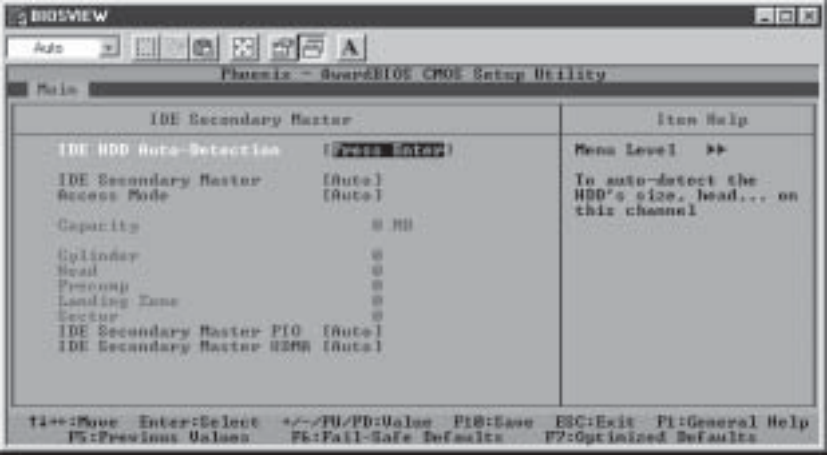 BIOSVIEW
Auto
A
Phoenix - AwardBIOS CMOS Setup Utility
Main
IDE Secondary Master
Item Help
IDE HDD Auto-Detection [Press Enter]
Menu Level ▶▶
IDE Secondary Master [Auto]
To auto-detect the
Access Mode [Auto]
HDD's size, head... on
this channel
Capacity 0 MB
Cylinder 0
Head 0
Precomp 0
Landing Zone 0
Sector 0
IDE Secondary Master PIO [Auto]
IDE Secondary Master UDMA [Auto]
↑↓→←:Move Enter:Select +/-/PU/PD:Value F10:Save ESC:Exit F1:General Help
F5:Previous Values F6:Fail-Safe Defaults F7:Optimized Defaults